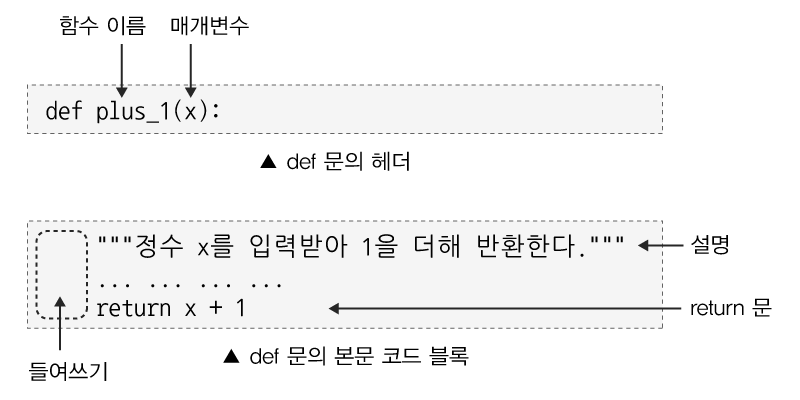 함수 이름 매개변수
def plus_1(x):
▲ def 문의 헤더
"""정수 x를 입력받아 1을 더해 반환한다.""" 설명
... ... ... ...
return x + 1 return 문
▲ def 문의 본문 코드 블록
들여쓰기